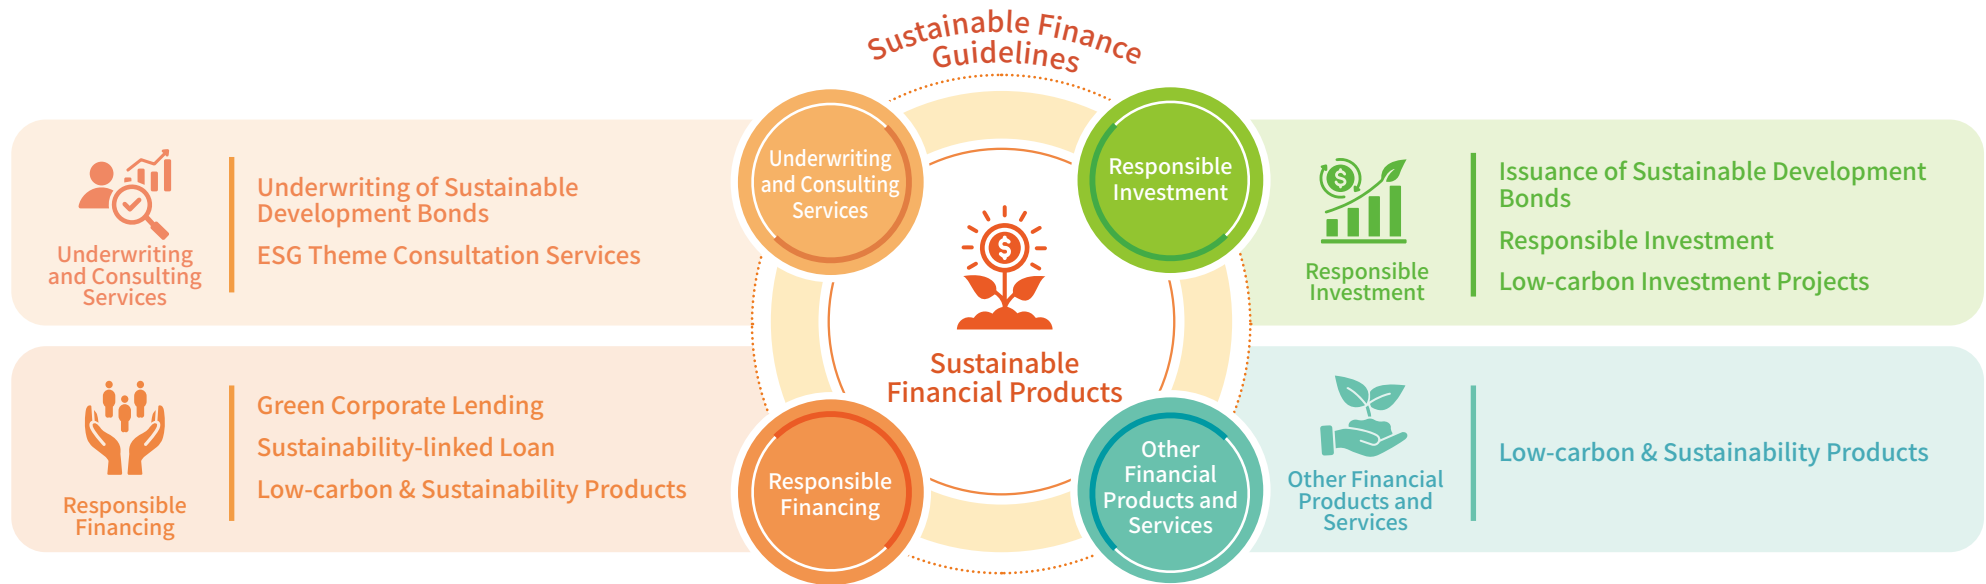 Sustainable Finance
Guidelines
Underwriting
and Consulting
Services
Underwriting of Sustainable
Development Bonds
ESG Theme Consultation Services
Underwriting
and Consulting
Services
Responsible
Investment
Responsible
Investment
Issuance of Sustainable Development
Bonds
Responsible Investment
Low-carbon Investment Projects
$
$
Sustainable
Financial Products
Responsible
Financing
Green Corporate Lending
Sustainability-linked Loan
Low-carbon & Sustainability Products
Responsible
Financing
Other
Financial
Products and
Services
Other Financial
Products and
Services
Low-carbon & Sustainability Products